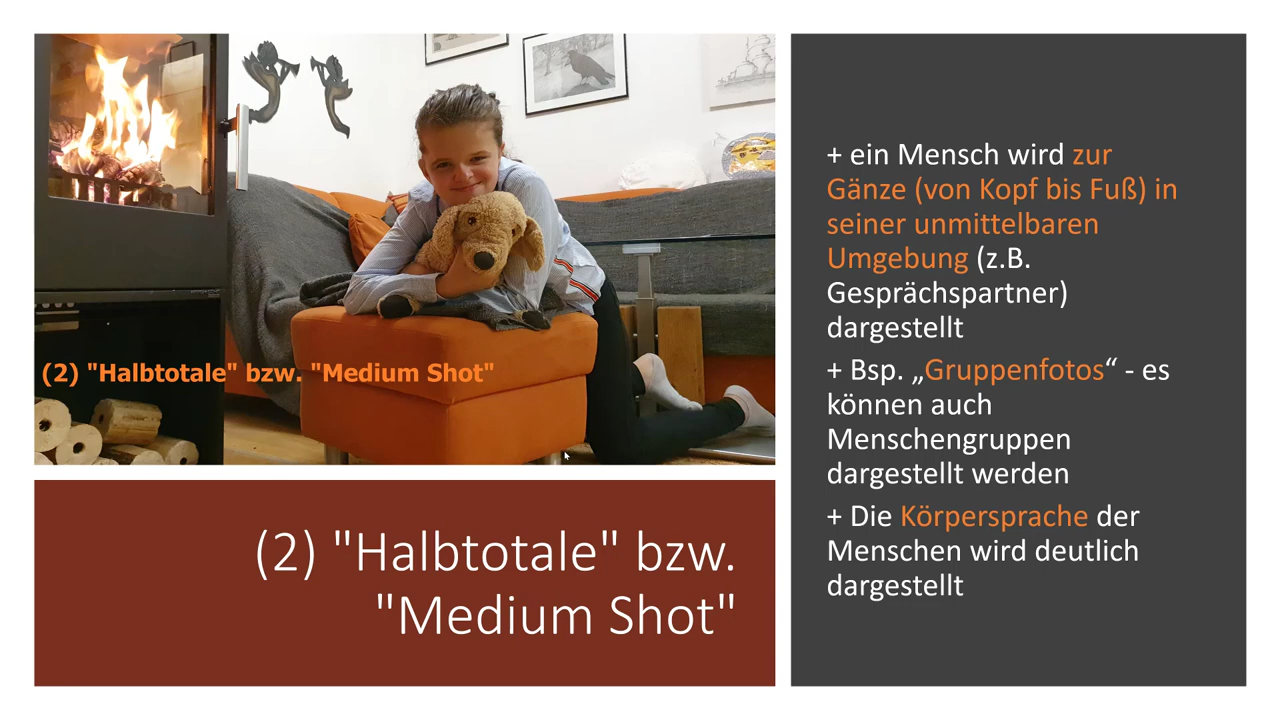 (2) "Halbtotale" bzw. "Medium Shot"
(2) "Halbtotale" bzw.
"Medium Shot"
+ ein Mensch wird zur
Gänze (von Kopf bis Fuß) in
seiner unmittelbaren
Umgebung (z.B.
Gesprächspartner)
dargestellt
+ Bsp. „Gruppenfotos“ - es
können auch
Menschengruppen
dargestellt werden
+ Die Körpersprache der
Menschen wird deutlich
dargestellt